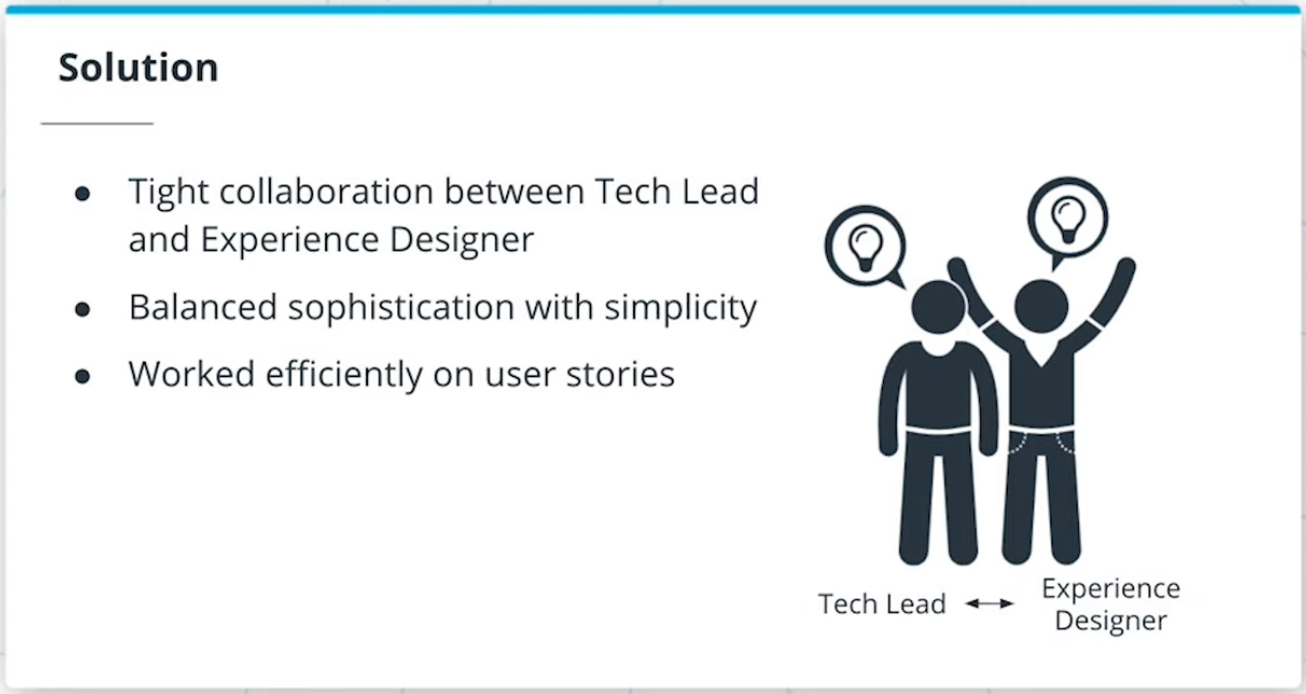 Solution
● Tight collaboration between Tech Lead
and Experience Designer
● Balanced sophistication with simplicity
● Worked efficiently on user stories
Tech Lead
Experience
Designer